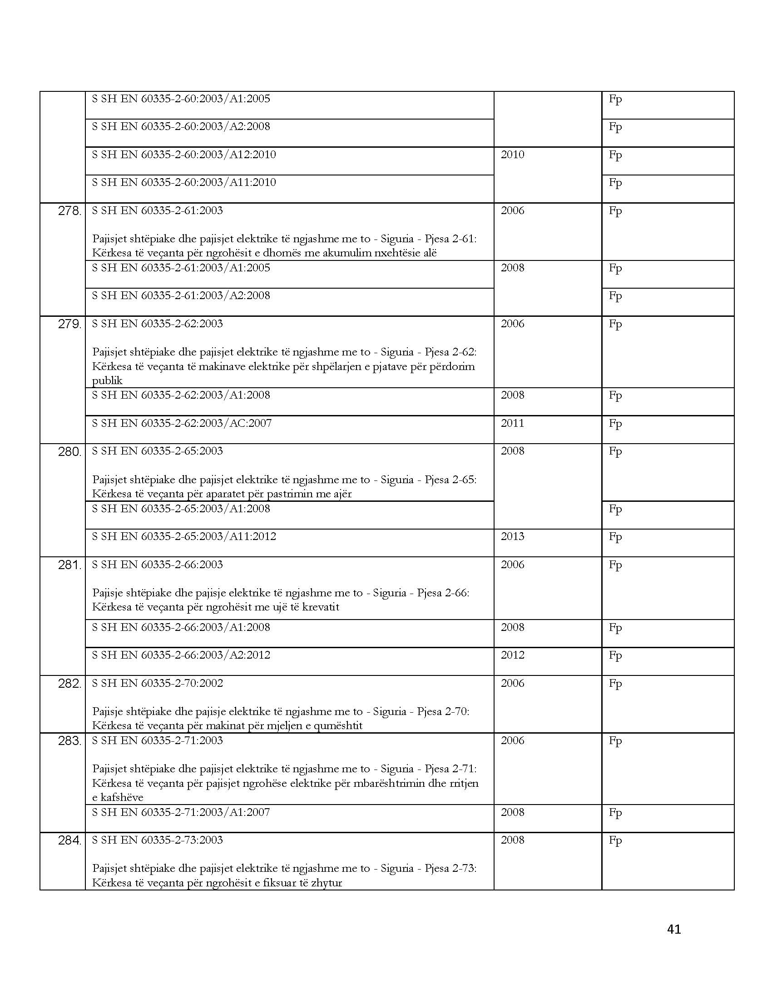 S SH EN 60335-2-60:2003/A1:2005 Fp
S SH EN 60335-2-60:2003/A2:2008 Fp
S SH EN 60335-2-60:2003/A12:2010 2010 Fp
S SH EN 60335-2-60:2003/A11:2010 Fp
278. S SH EN 60335-2-61:2003 2006 Fp
Pajisjet shtëpiake dhe pajisjet elektrike të ngjashme me to - Siguria - Pjesa 2-61:
Kërkesa të veçanta për ngrohësit e dhomës me akumulim nxehtësie alë
S SH EN 60335-2-61:2003/A1:2005 2008 Fp
S SH EN 60335-2-61:2003/A2:2008 Fp
279. S SH EN 60335-2-62:2003 2006 Fp
Pajisjet shtëpiake dhe pajisjet elektrike të ngjashme me to - Siguria - Pjesa 2-62:
Kërkesa të veçanta të makinave elektrike për shpëlarjen e pjatave për përdorim
publik
S SH EN 60335-2-62:2003/A1:2008 2008 Fp
S SH EN 60335-2-62:2003/AC:2007 2011 Fp
280. S SH EN 60335-2-65:2003 2008 Fp
Pajisjet shtëpiake dhe pajisjet elektrike të ngjashme me to - Siguria - Pjesa 2-65:
Kërkesa të veçanta për aparatet për pastrimin me ajër
S SH EN 60335-2-65:2003/A1:2008 Fp
S SH EN 60335-2-65:2003/A11:2012 2013 Fp
281. S SH EN 60335-2-66:2003 2006 Fp
Pajisje shtëpiake dhe pajisje elektrike të ngjashme me to - Siguria - Pjesa 2-66:
Kërkesa të veçanta për ngrohësit me ujë të krevatit
S SH EN 60335-2-66:2003/A1:2008 2008 Fp
S SH EN 60335-2-66:2003/A2:2012 2012 Fp
282. S SH EN 60335-2-70:2002 2006 Fp
Pajisje shtëpiake dhe pajisje elektrike të ngjashme me to - Siguria - Pjesa 2-70:
Kërkesa të veçanta për makinat për mjeljen e qumështit
283. S SH EN 60335-2-71:2003 2006 Fp
Pajisjet shtëpiake dhe pajisjet elektrike të ngjashme me to - Siguria - Pjesa 2-71:
Kërkesa të veçanta për pajisjet ngrohëse elektrike për mbarështrimin dhe rritjen
e kafshëve
S SH EN 60335-2-71:2003/A1:2007 2008 Fp
284. S SH EN 60335-2-73:2003 2008 Fp
Pajisjet shtëpiake dhe pajisjet elektrike të ngjashme me to - Siguria - Pjesa 2-73:
Kërkesa të veçanta për ngrohësit e fiksuar të zhytur
41